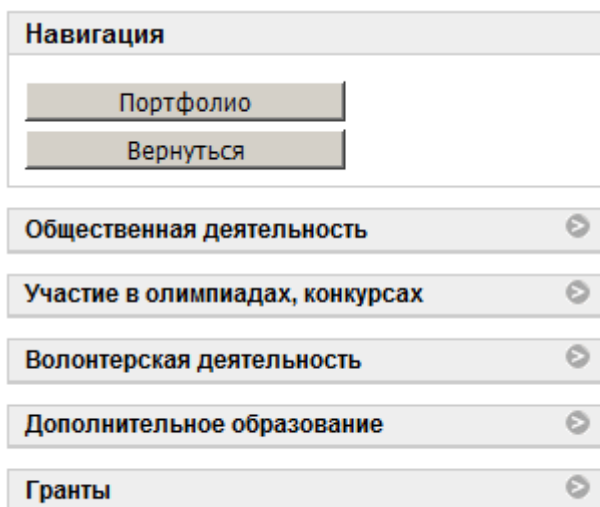 Навигация
Портфолио
Вернуться
Общественная деятельность
Участие в олимпиадах, конкурсах
Волонтерская деятельность
Дополнительное образование
Гранты